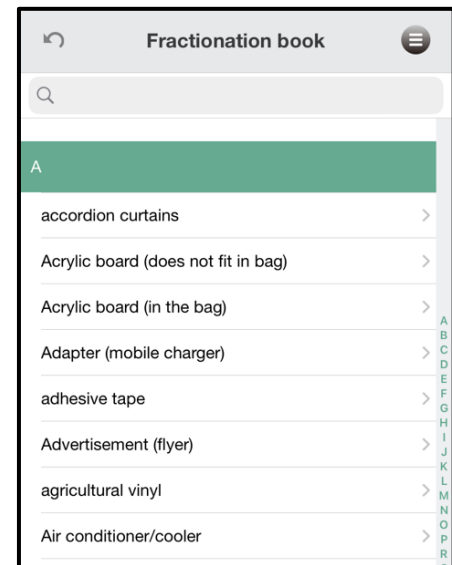 Fractionation book
A
accordion curtains
Acrylic board (does not fit in bag)
Acrylic board (in the bag)
Adapter (mobile charger)
adhesive tape
Advertisement (flyer)
agricultural vinyl
Air conditioner/cooler
A
B
C
D
E
F
G
H
I
J
K
L
M
N
O
P
R